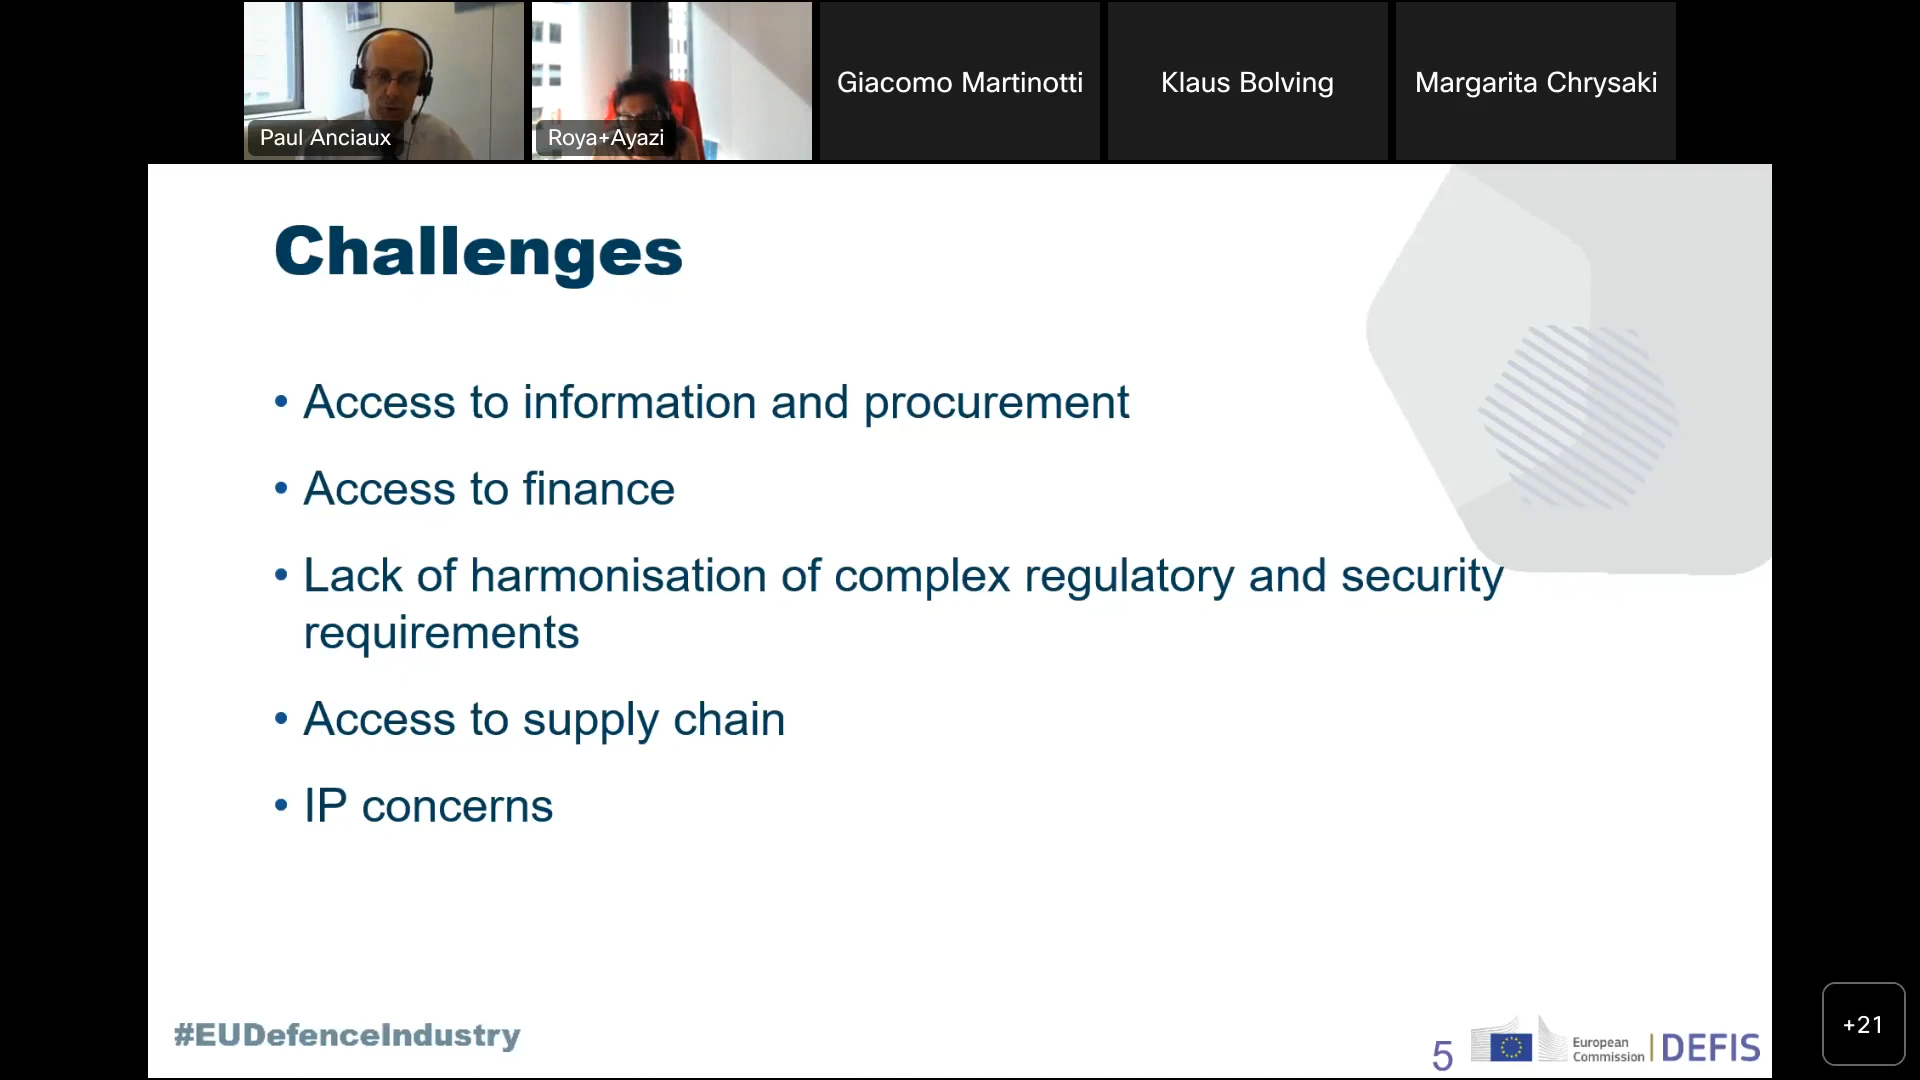 Paul Anciaux
Roya+Ayazi
Giacomo Martinotti
Klaus Bolving
Margarita Chrysaki
Challenges
• Access to information and procurement
• Access to finance
• Lack of harmonisation of complex regulatory and security
requirements
• Access to supply chain
• IP concerns
#EUDefenceIndustry
5
European
Commission
DEFIS
+21